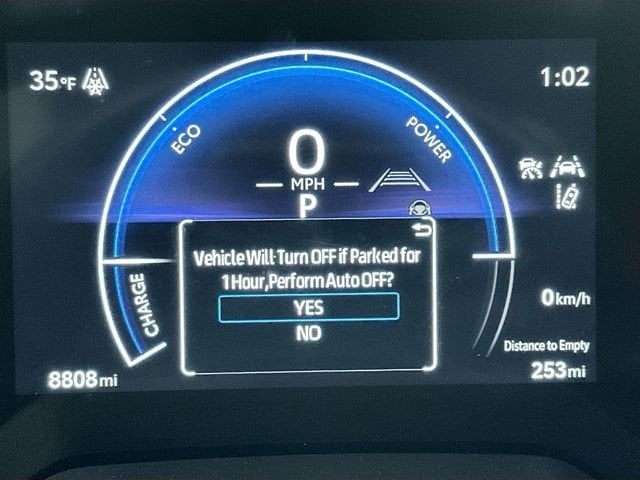 35°F
1:02
ECO
POWER
0
MPH
P
Vehicle Will Turn OFF if Parked for
1 Hour,Perform Auto OFF?
YES
NO
CHARGE
0km/h
Distance to Empty
8808mi
253mi